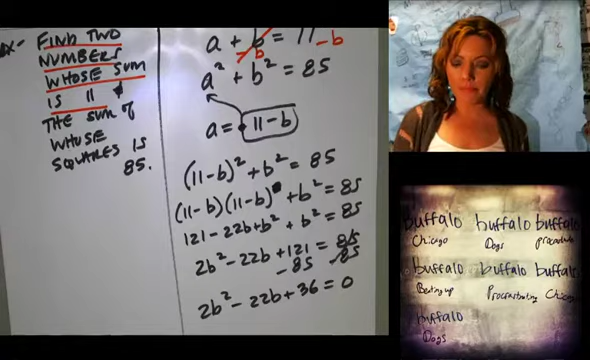 EX- FIND TWO
NUMBERS
WHOSE SUM
IS 11 &
THE SUM OF
WHOSE
SQUARES IS
85.
a + b = 11 - b
- b
a² + b² = 85
a = 11 - b
(11 - b)² + b² = 85
(11 - b)(11 - b) + b² = 85
121 - 22b + b² + b² = 85
2b² - 22b + 121 = 85
- 85 - 85
2b² - 22b + 36 = 0
buffalo buffalo buffalo
Chicago Dogs
buffalo buffalo buffalo
Beating up Procrastinating Chicago
buffalo
Dogs